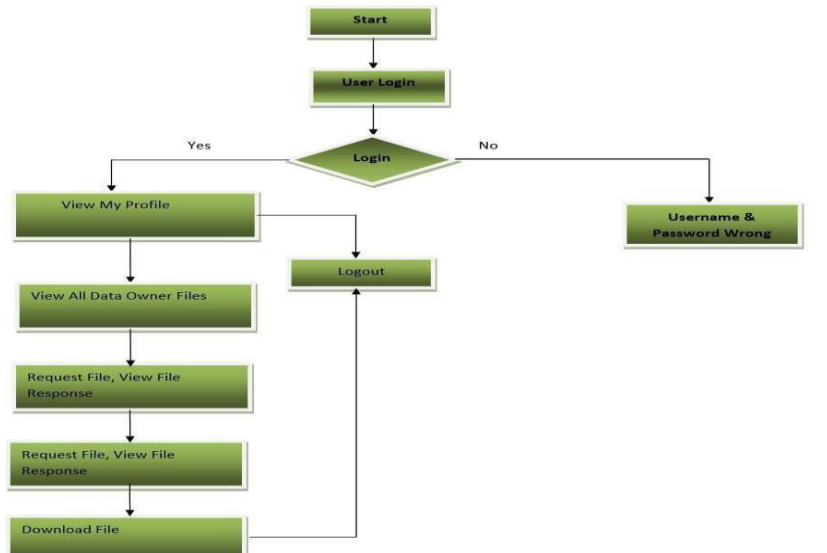 Start
User Login
Login
Yes
No
View My Profile
Username &
Password Wrong
Logout
View All Data Owner Files
Request File, View File
Response
Request File, View File
Response
Download File